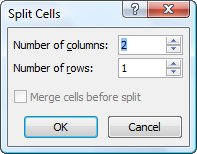 Split Cells
Number of columns: 2
Number of rows: 1
Merge cells before split
OK Cancel